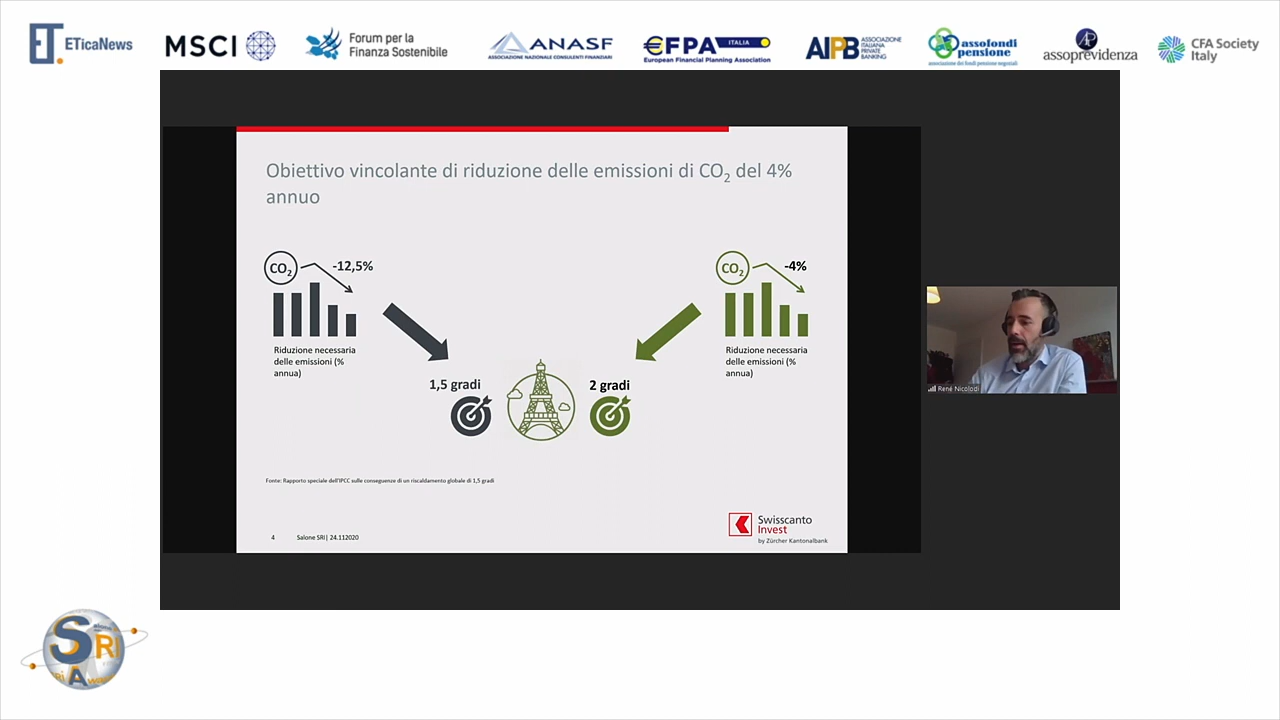 ETicaNews
MSCI
Forum per la
Finanza Sostenibile
ANASF
ASSOCIAZIONE NAZIONALE CONSULENTI FINANZIARI
€FPA ITALIA
European Financial Planning Association
AIPB
ASSOCIAZIONE
ITALIANA
PRIVATE
BANKING
assofondi
pensione
associazione dei fondi pensione negoziali
AP
assoprevidenza
CFA Society
Italy
Obiettivo vincolante di riduzione delle emissioni di CO2 del 4%
annuo
CO2
-12,5%
CO2
-4%
Riduzione necessaria
delle emissioni (%
annua)
Riduzione necessaria
delle emissioni (%
annua)
1,5 gradi
2 gradi
René Nicolodi
Fonte: Rapporto speciale dell'IPCC sulle conseguenze di un riscaldamento globale di 1,5 gradi
4
Salone SRI| 24.112020
Swisscanto
Invest
by Zürcher Kantonalbank
SRI